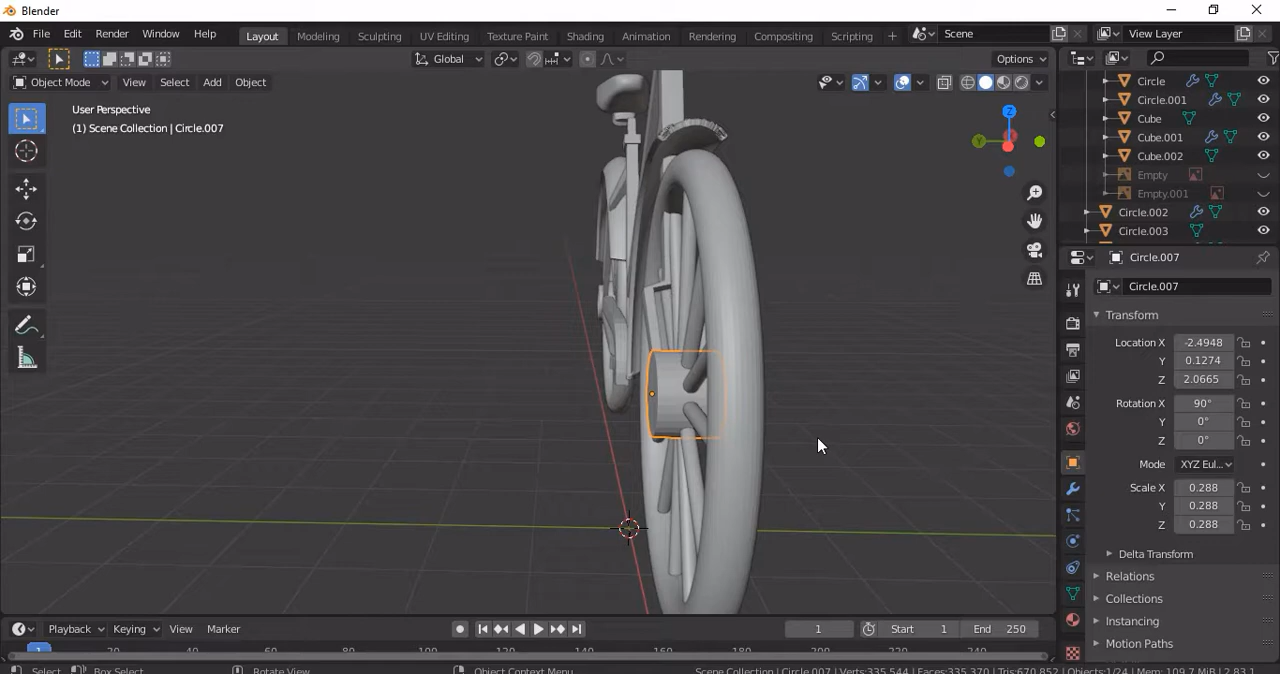 Blender
File Edit Render Window Help Layout Modeling Sculpting UV Editing Texture Paint Shading Animation Rendering Compositing Scripting + Scene View Layer
Global Options
Object Mode View Select Add Object
User Perspective
(1) Scene Collection | Circle.007
Z
Y
Circle
Circle.001
Cube
Cube.001
Cube.002
Empty
Empty.001
Circle.002
Circle.003
Circle.007
Circle.007
Transform
Location X -2.4948
Y 0.1274
Z 2.0665
Rotation X 90°
Y 0°
Z 0°
Mode XYZ Eul...
Scale X 0.288
Y 0.288
Z 0.288
Delta Transform
Relations
Collections
Instancing
Motion Paths
Playback Keying View Marker 1 Start 1 End 250
1 20 40 60 80 100 120 140 160 180 200 220 240
Select Box Select Rotate View Object Context Menu Scene Collection | Circle.007 | Verts:335,544 | Faces:335,370 | Tris:670,852 | Objects:1/24 | Mem: 109.7 MiB | 2.83.1